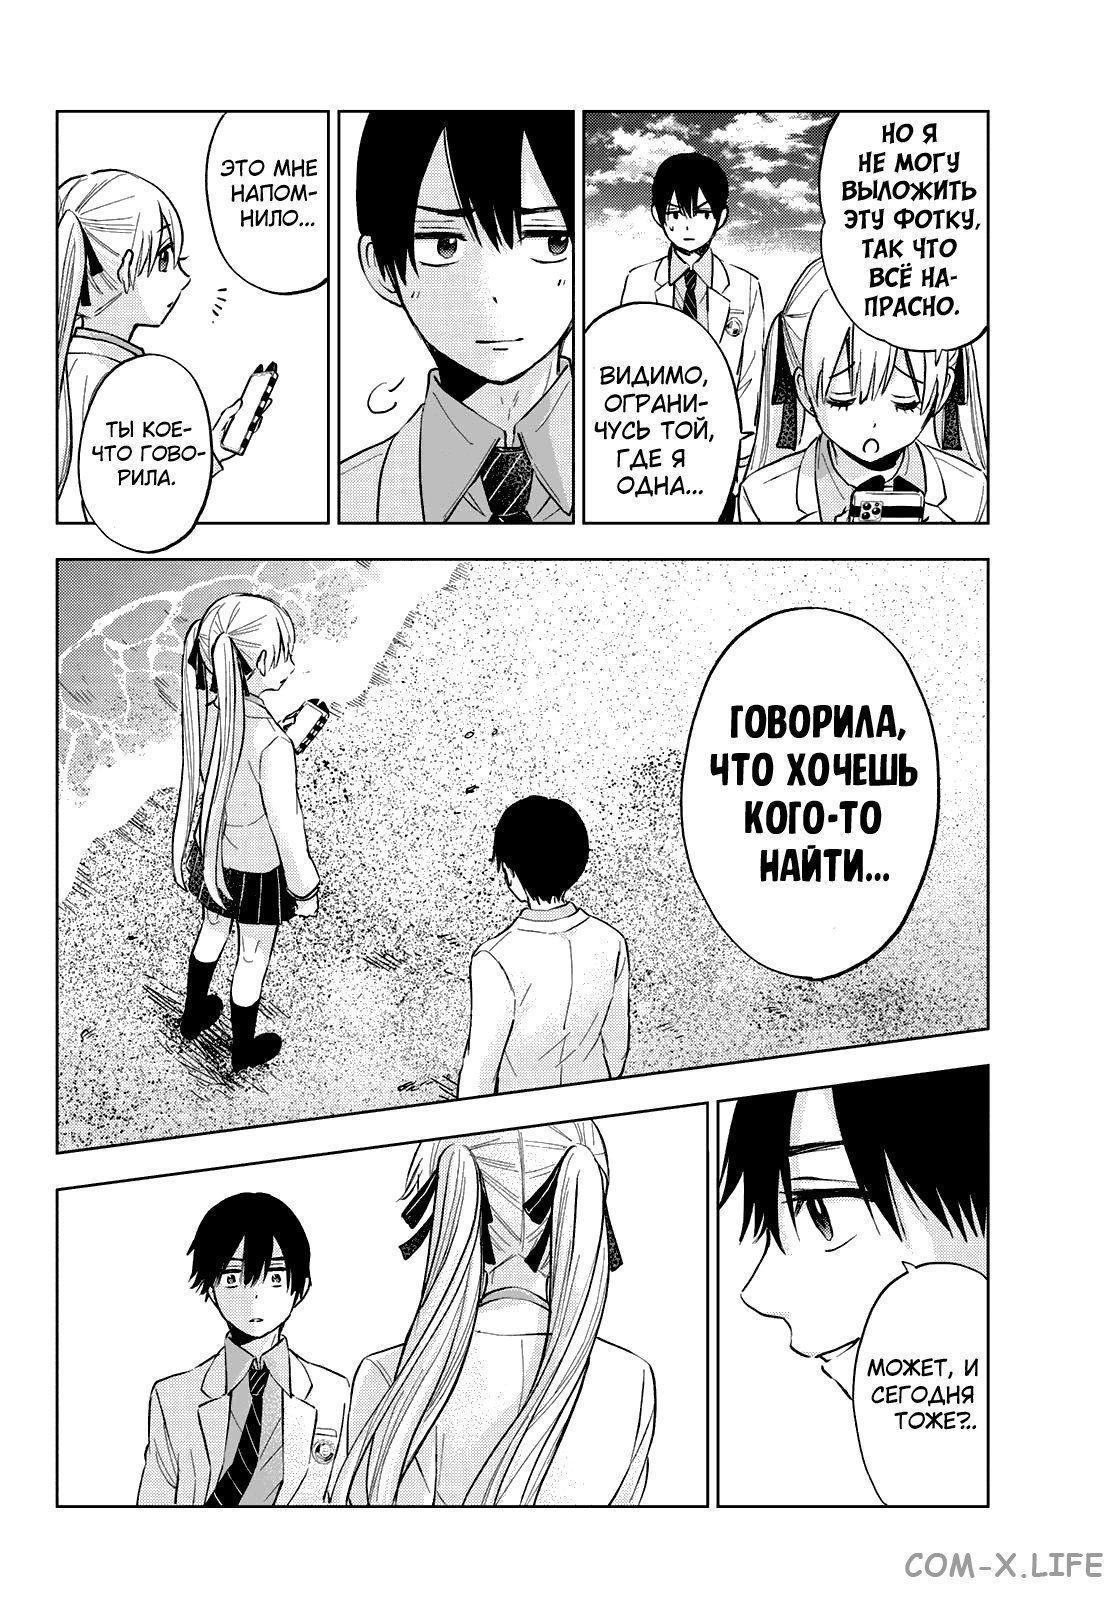 НО Я
НЕ МОГУ
ВЫЛОЖИТЬ
ЭТУ ФОТКУ,
ТАК ЧТО
ВСЁ НА-
ПРАСНО.
ВИДИМО,
ОГРАНИ-
ЧУСЬ ТОЙ,
ГДЕ Я
ОДНА...
ЭТО МНЕ
НАПОМ-
НИЛО...
ТЫ КОЕ-
ЧТО ГОВО-
РИЛА.
ГОВОРИЛА,
ЧТО ХОЧЕШЬ
КОГО-ТО
НАЙТИ...
МОЖЕТ, И
СЕГОДНЯ
ТОЖЕ?..
COM-X.LIFE